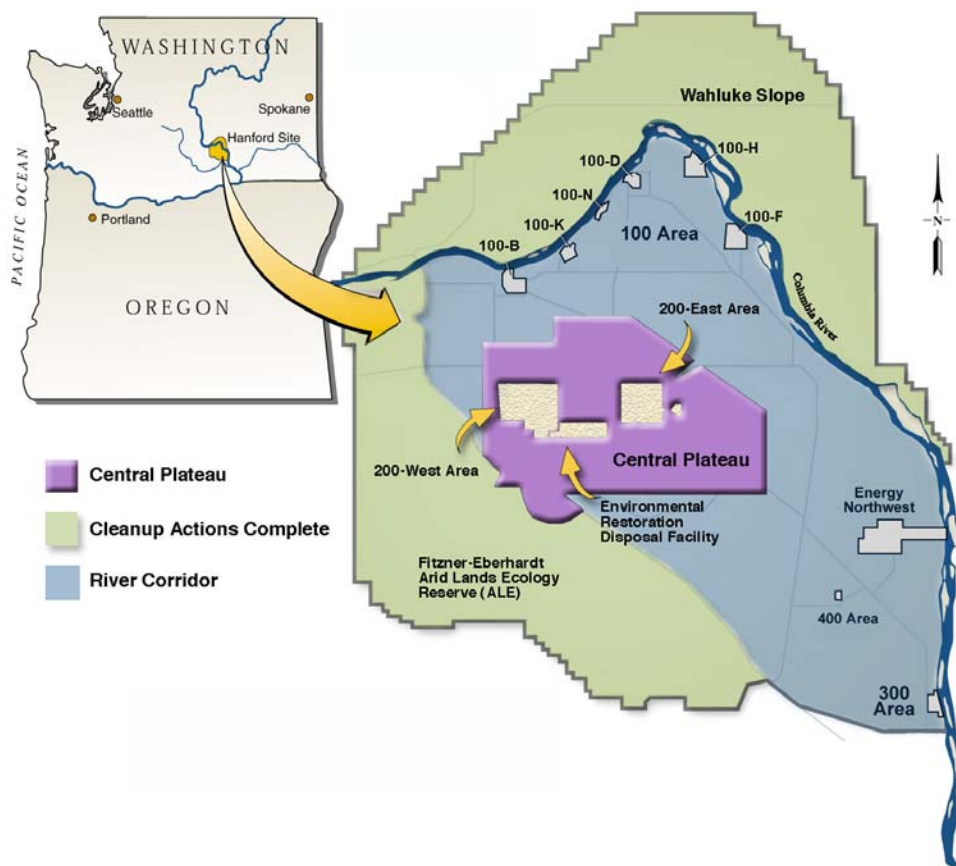 WASHINGTON
Seattle
Spokane
Hanford Site
PACIFIC OCEAN
Portland
OREGON
Wahluke Slope
100-H
100-D
100-N
100-K
100-B
100-F
100 Area
N
Columbia River
200-East Area
200-West Area
Central Plateau
Environmental
Restoration
Disposal Facility
Energy
Northwest
Fitzner-Eberhardt
Arid Lands Ecology
Reserve (ALE)
400 Area
300
Area
Central Plateau
Cleanup Actions Complete
River Corridor